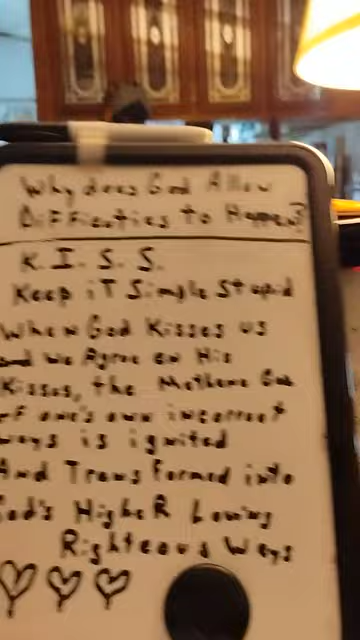 Why does God Allow
Difficulties to Happen?
K. I. S. S.
Keep iT Simple Stupid
When God Kisses us
and we Agree on His
Kisses, the Methane Gas
of one's own incorrect
ways is ignited
And Transformed into
God's HigheR Loving
Righteous Ways